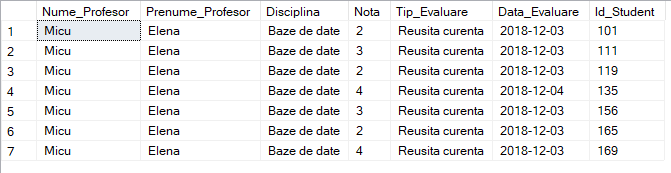 Nume_Profesor Prenume_Profesor Disciplina Nota Tip_Evaluare Data_Evaluare Id_Student
1 Micu Elena Baze de date 2 Reusita curenta 2018-12-03 101
2 Micu Elena Baze de date 3 Reusita curenta 2018-12-03 111
3 Micu Elena Baze de date 2 Reusita curenta 2018-12-03 119
4 Micu Elena Baze de date 4 Reusita curenta 2018-12-04 135
5 Micu Elena Baze de date 3 Reusita curenta 2018-12-03 156
6 Micu Elena Baze de date 2 Reusita curenta 2018-12-03 165
7 Micu Elena Baze de date 4 Reusita curenta 2018-12-03 169